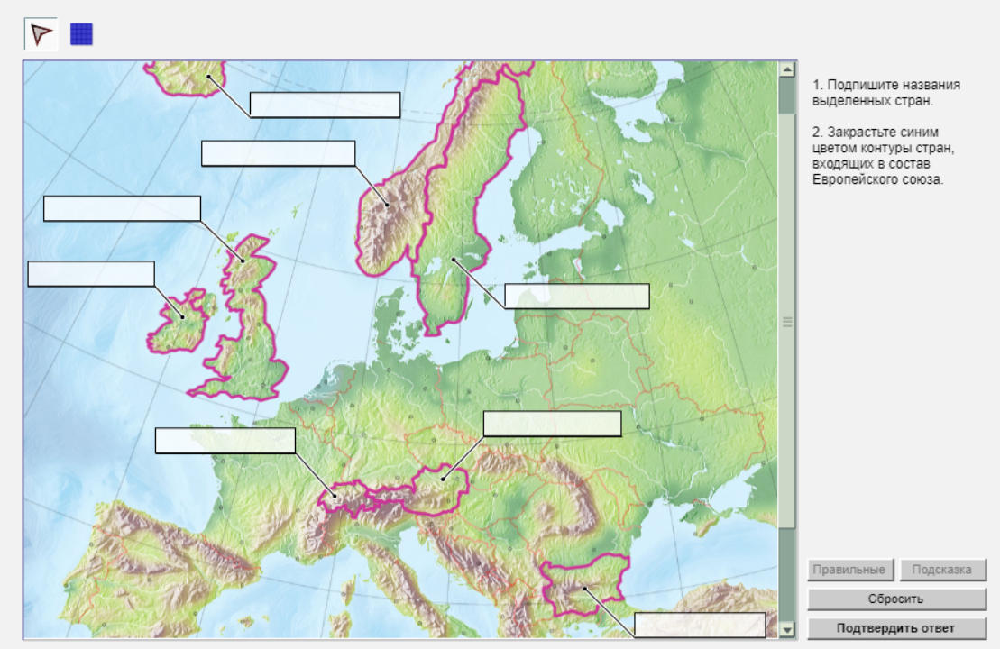 1. Подпишите названия
выделенных стран.
2. Закрастьте синим
цветом контуры стран,
входящих в состав
Европейского союза.
Правильные
Подсказка
Сбросить
Подтвердить ответ